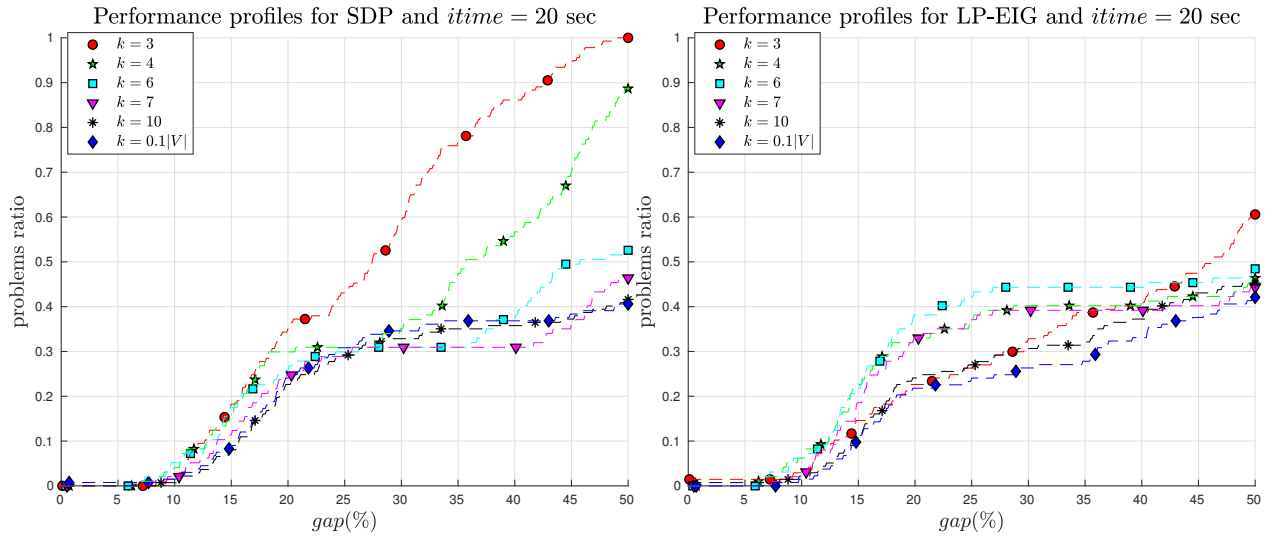 Performance profiles for SDP and itime = 20 sec
problems ratio
1
0.9
0.8
0.7
0.6
0.5
0.4
0.3
0.2
0.1
0
k = 3
k = 4
k = 6
k = 7
k = 10
k = 0.1|V|
0 5 10 15 20 25 30 35 40 45 50
gap(%)
Performance profiles for LP-EIG and itime = 20 sec
problems ratio
1
0.9
0.8
0.7
0.6
0.5
0.4
0.3
0.2
0.1
0
k = 3
k = 4
k = 6
k = 7
k = 10
k = 0.1|V|
0 5 10 15 20 25 30 35 40 45 50
gap(%)